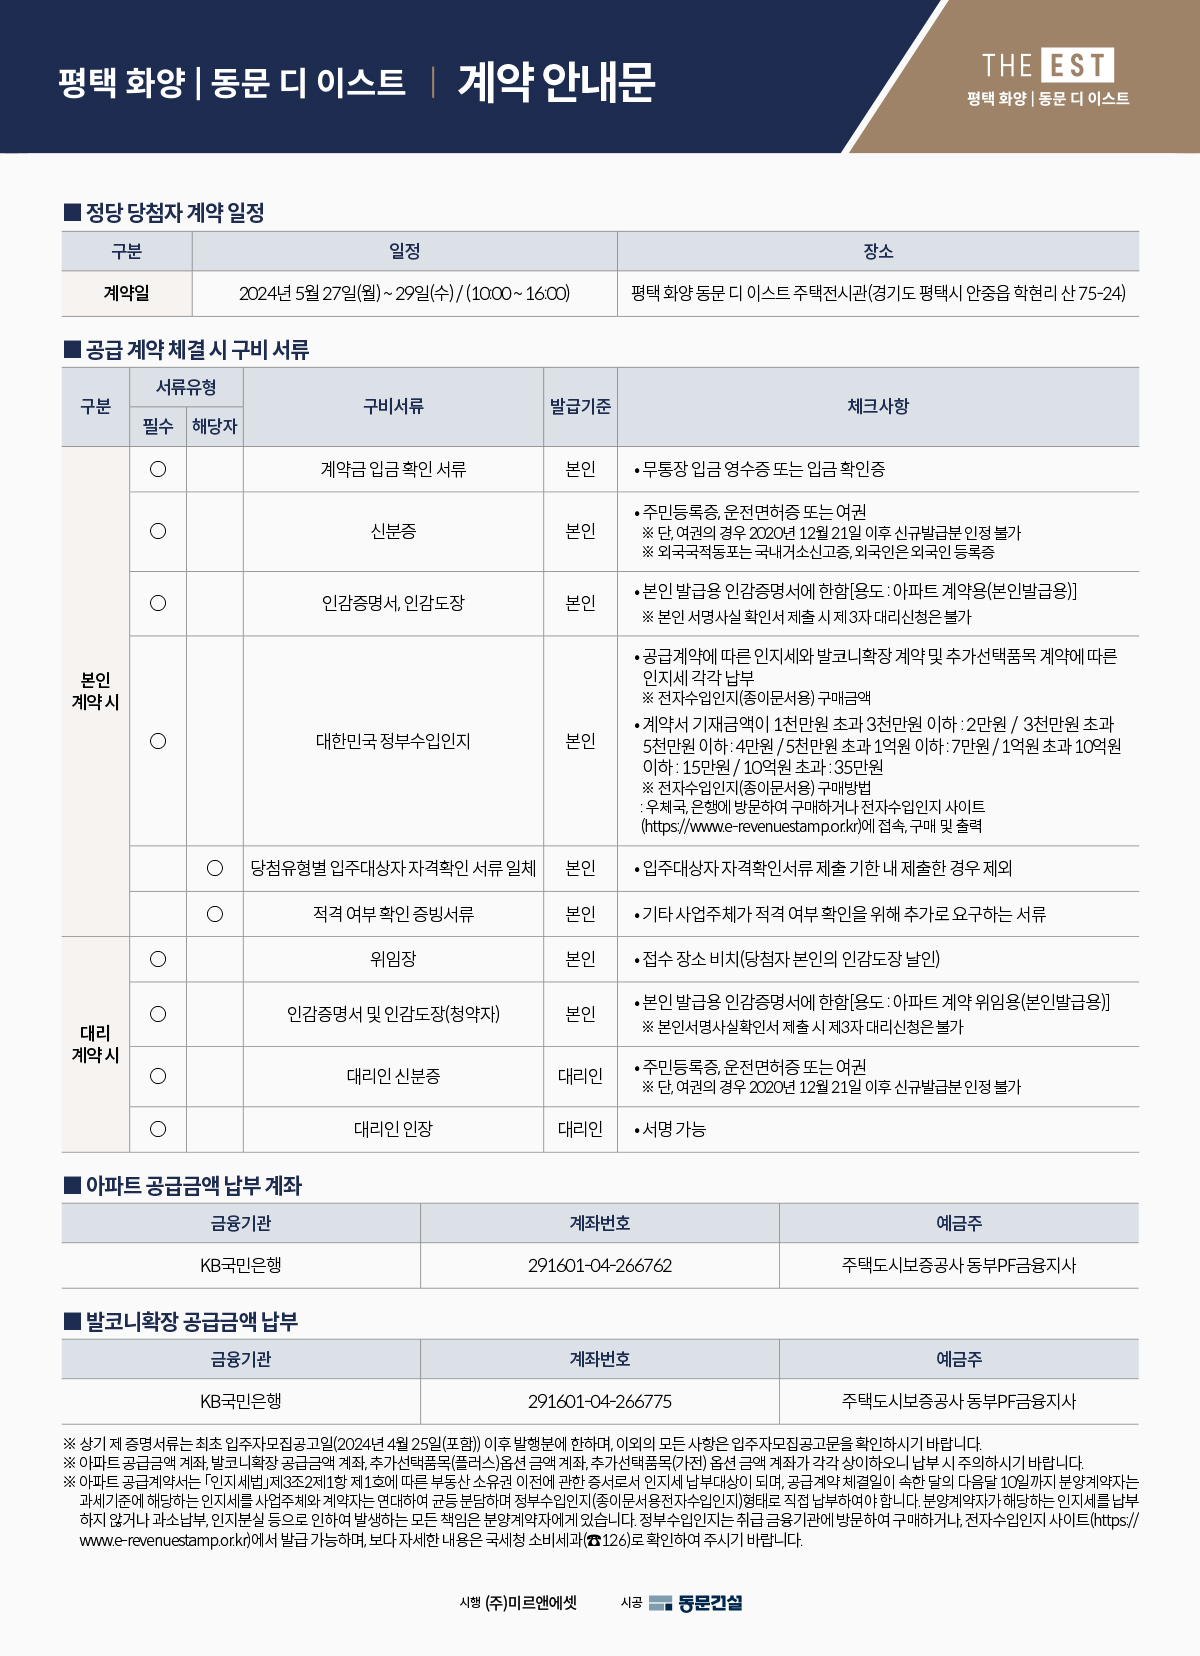 평택 화양 | 동문 디 이스트 | 계약 안내문
THE EST
평택 화양 | 동문 디 이스트
■ 정당 당첨자 계약 일정
구분 일정 장소
계약일 2024년 5월 27일(월) ~ 29일(수) / (10:00 ~ 16:00) 평택 화양 동문 디 이스트 주택전시관(경기도 평택시 안중읍 학현리 산 75-24)
■ 공급 계약 체결 시 구비 서류
구분 서류유형 구비서류 발급기준 체크사항
필수 해당자
본인
계약 시
○ 계약금 입금 확인 서류 본인 • 무통장 입금 영수증 또는 입금 확인증
○ 신분증 본인 • 주민등록증, 운전면허증 또는 여권
※ 단, 여권의 경우 2020년 12월 21일 이후 신규발급분 인정 불가
※ 외국국적동포는 국내거소신고증, 외국인은 외국인 등록증
○ 인감증명서, 인감도장 본인 • 본인 발급용 인감증명서에 한함[용도 : 아파트 계약용(본인발급용)]
※ 본인 서명사실 확인서 제출 시 제 3자 대리신청은 불가
○ 대한민국 정부수입인지 본인 • 공급계약에 따른 인지세와 발코니확장 계약 및 추가선택품목 계약에 따른
인지세 각각 납부
※ 전자수입인지(종이문서용) 구매금액
• 계약서 기재금액이 1천만원 초과 3천만원 이하 : 2만원 / 3천만원 초과
5천만원 이하 : 4만원 / 5천만원 초과 1억원 이하 : 7만원 / 1억원 초과 10억원
이하 : 15만원 / 10억원 초과 : 35만원
※ 전자수입인지(종이문서용) 구매방법
: 우체국, 은행에 방문하여 구매하거나 전자수입인지 사이트
(https://www.e-revenuestamp.or.kr)에 접속, 구매 및 출력
○ 당첨유형별 입주대상자 자격확인 서류 일체 본인 • 입주대상자 자격확인서류 제출 기한 내 제출한 경우 제외
○ 적격 여부 확인 증빙서류 본인 • 기타 사업주체가 적격 여부 확인을 위해 추가로 요구하는 서류
대리
계약 시
○ 위임장 본인 • 접수 장소 비치(당첨자 본인의 인감도장 날인)
○ 인감증명서 및 인감도장(청약자) 본인 • 본인 발급용 인감증명서에 한함[용도 : 아파트 계약 위임용(본인발급용)]
※ 본인서명사실확인서 제출 시 제3자 대리신청은 불가
○ 대리인 신분증 대리인 • 주민등록증, 운전면허증 또는 여권
※ 단, 여권의 경우 2020년 12월 21일 이후 신규발급분 인정 불가
○ 대리인 인장 대리인 • 서명 가능
■ 아파트 공급금액 납부 계좌
금융기관 계좌번호 예금주
KB국민은행 291601-04-266762 주택도시보증공사 동부PF금융지사
■ 발코니확장 공급금액 납부
금융기관 계좌번호 예금주
KB국민은행 291601-04-266775 주택도시보증공사 동부PF금융지사
※ 상기 제 증명서류는 최초 입주자모집공고일(2024년 4월 25일(포함)) 이후 발행분에 한하며, 이외의 모든 사항은 입주자모집공고문을 확인하시기 바랍니다.
※ 아파트 공급금액 계좌, 발코니확장 공급금액 계좌, 추가선택품목(플러스)옵션 금액 계좌, 추가선택품목(가전) 옵션 금액 계좌가 각각 상이하오니 납부 시 주의하시기 바랍니다.
※ 아파트 공급계약서는 「인지세법」제3조2제1항 제1호에 따른 부동산 소유권 이전에 관한 증서로서 인지세 납부대상이 되며, 공급계약 체결일이 속한 달의 다음달 10일까지 분양계약자는
과세기준에 해당하는 인지세를 사업주체와 계약자는 연대하여 균등 분담하며 정부수입인지(종이문서용전자수입인지)형태로 직접 납부하여야 합니다. 분양계약자가 해당하는 인지세를 납부
하지 않거나 과소납부, 인지분실 등으로 인하여 발생하는 모든 책임은 분양계약자에게 있습니다. 정부수입인지는 취급 금융기관에 방문하여 구매하거나, 전자수입인지 사이트(https://
www.e-revenuestamp.or.kr)에서 발급 가능하며, 보다 자세한 내용은 국세청 소비세과(☎126)로 확인하여 주시기 바랍니다.
시행 (주)미르앤에셋 시공 동문건설